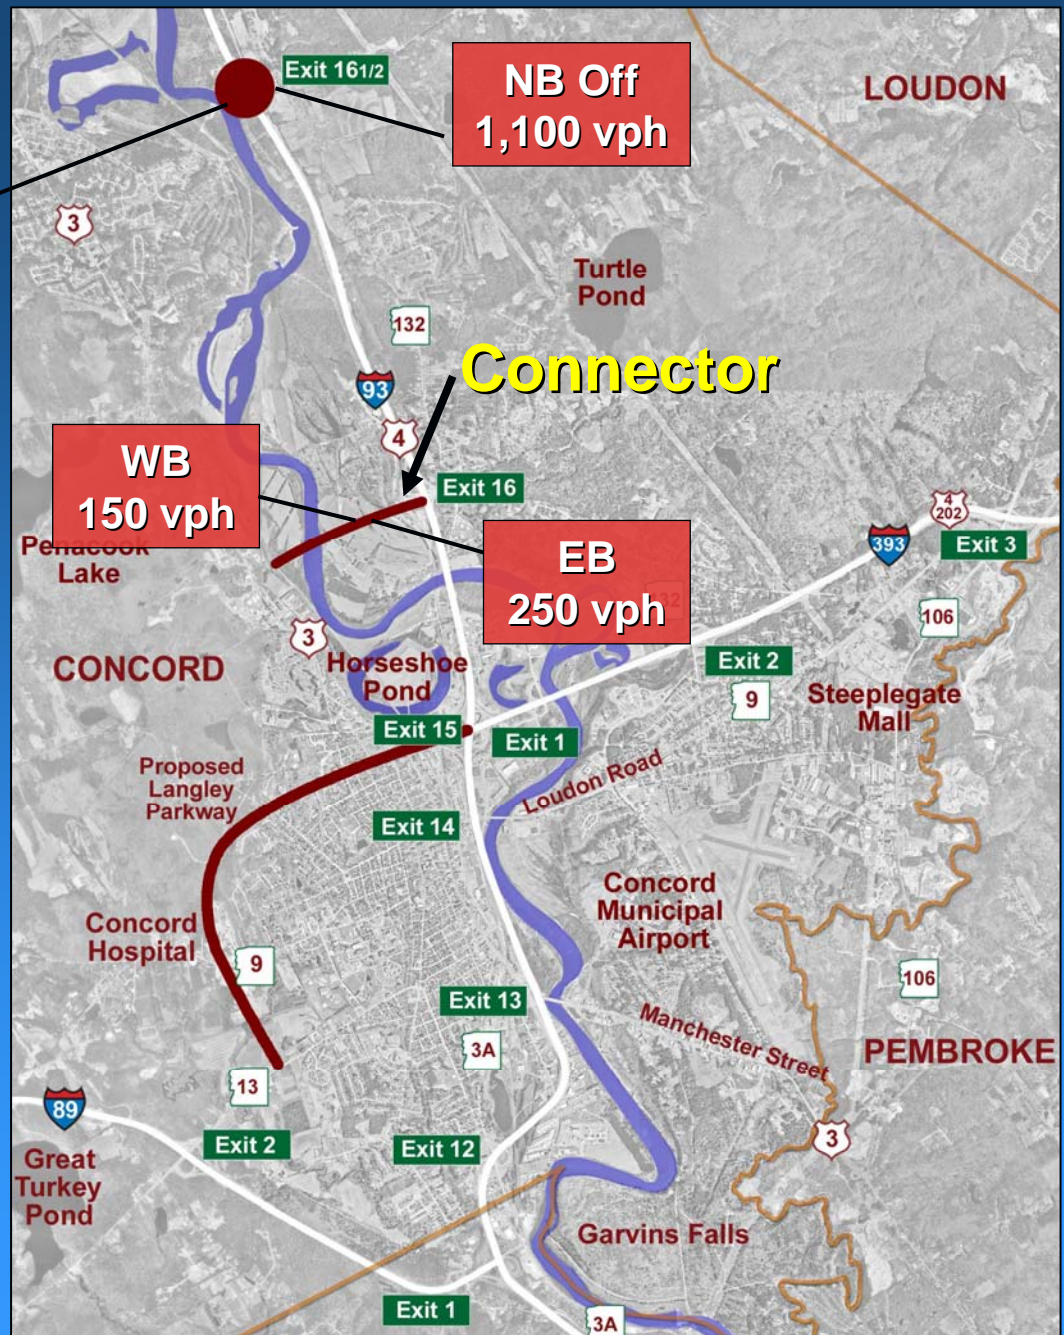 Exit 16 1/2
NB Off
1,100 vph
LOUDON
3
Turtle
Pond
132
Connector
93
4
WB
150 vph
Exit 16
4
202
393
Exit 3
Penacook
Lake
EB
250 vph
132
106
3
CONCORD
Horseshoe
Pond
Exit 2
9
Steeplegate
Mall
Exit 15
Exit 1
Proposed
Langley
Parkway
Loudon Road
Exit 14
Concord
Municipal
Airport
Concord
Hospital
9
106
Exit 13
Manchester Street
3A
PEMBROKE
13
89
Exit 2
Exit 12
3
Great
Turkey
Pond
Garvins Falls
Exit 1
3A